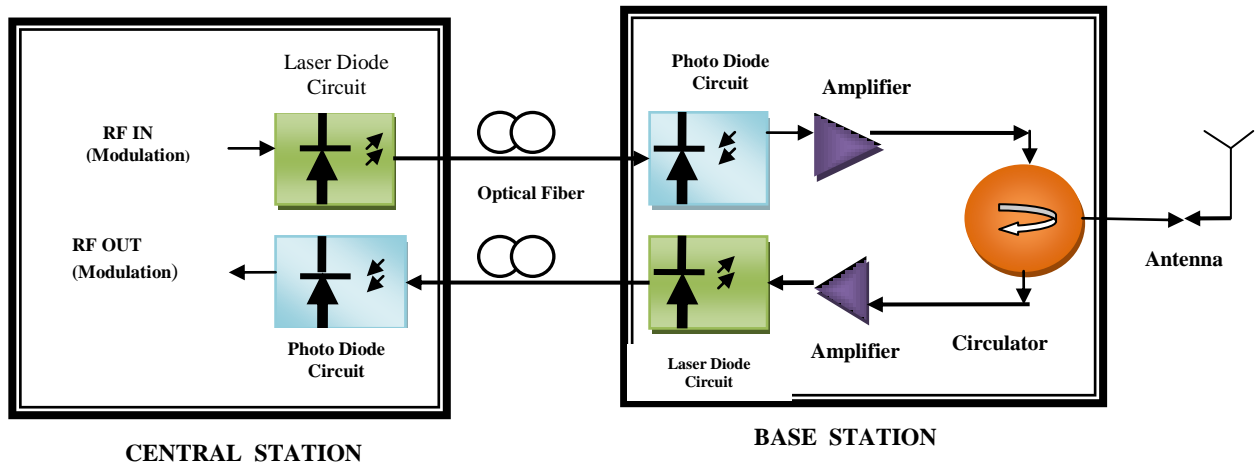 Laser Diode
Circuit
RF IN
(Modulation)
Optical Fiber
RF OUT
(Modulation)
Photo Diode
Circuit
CENTRAL STATION
Photo Diode
Circuit
Amplifier
Antenna
Circulator
Amplifier
Laser Diode
Circuit
BASE STATION